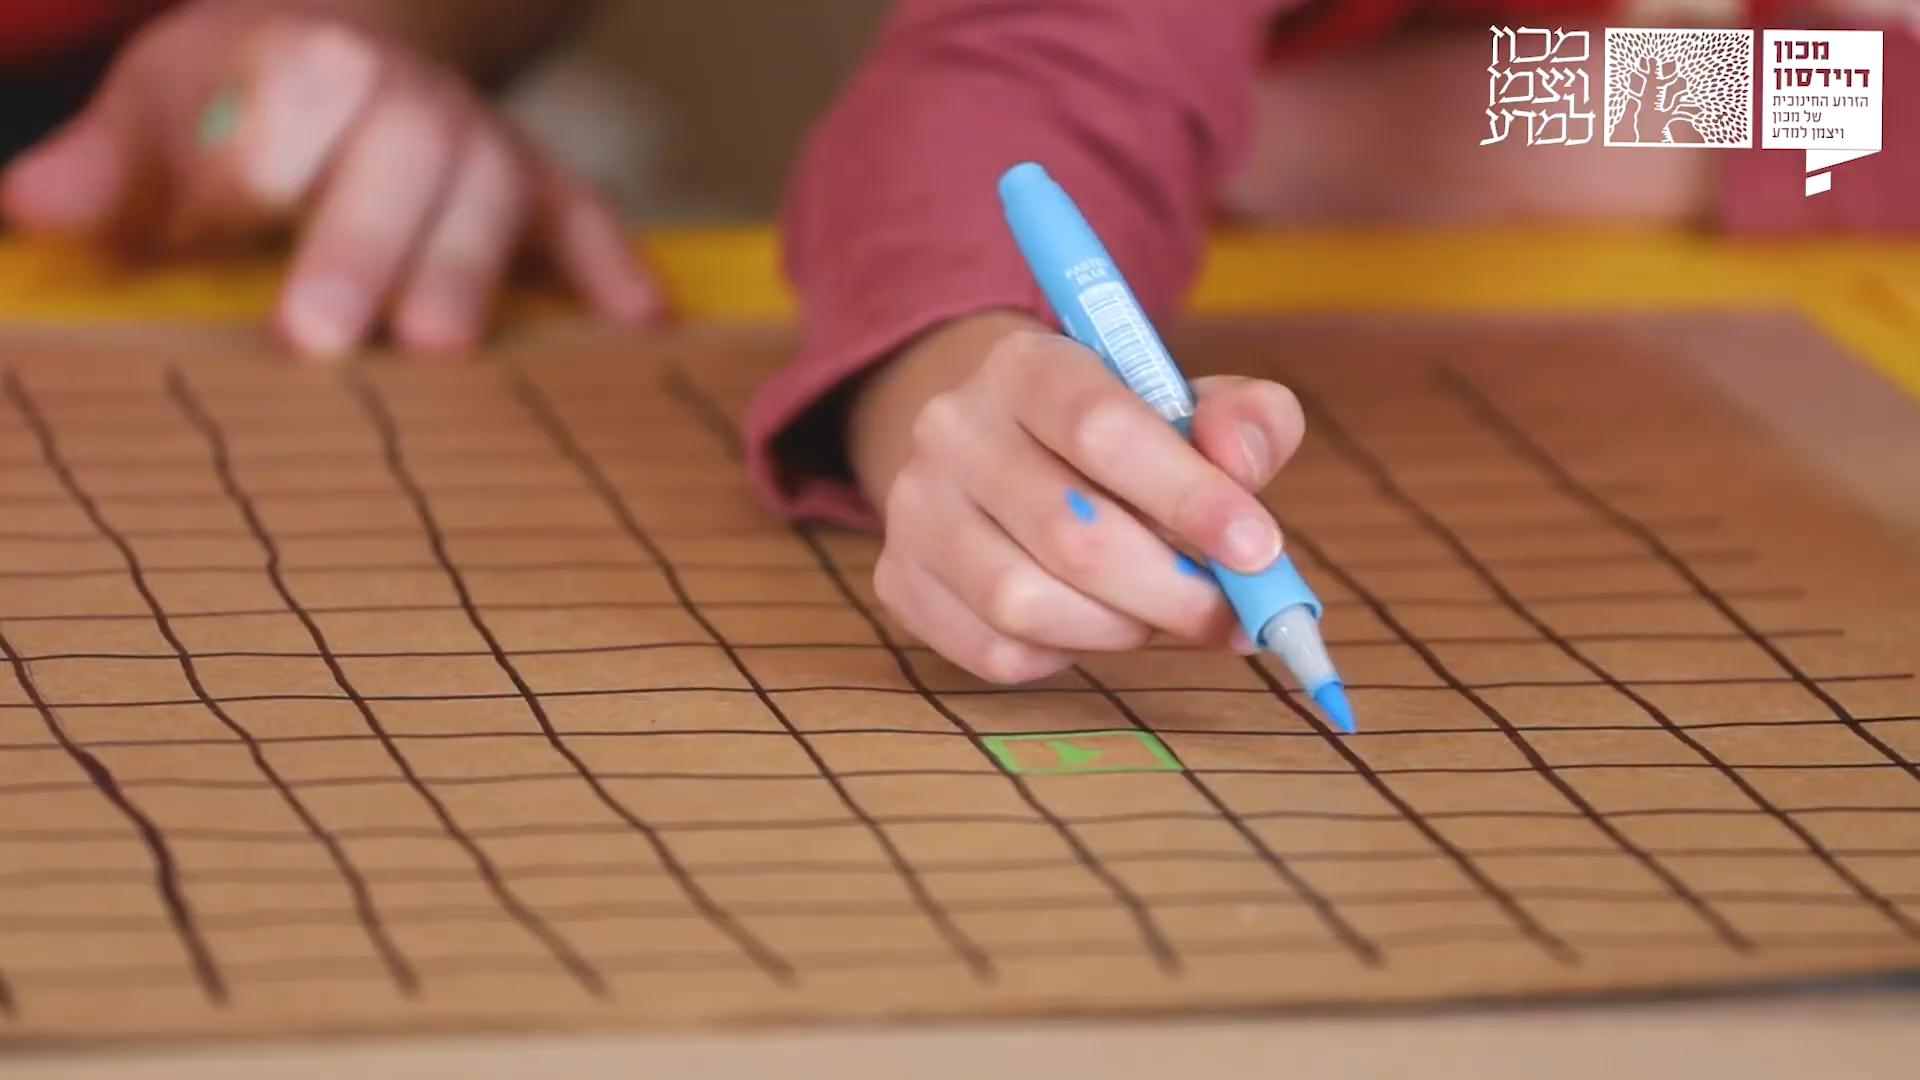 מכון
ויצמן
למדע
מכון
דוידסון
הזרוע החינוכית
של מכון
ויצמן למדע
PASTEL
BLUE